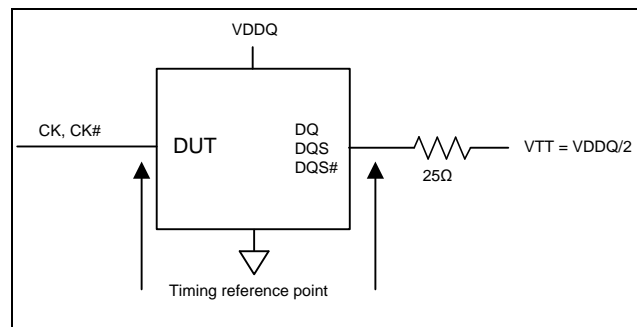 VDDQ
CK, CK#
DUT
DQ
DQS
DQS#
25Ω
VTT = VDDQ/2
Timing reference point